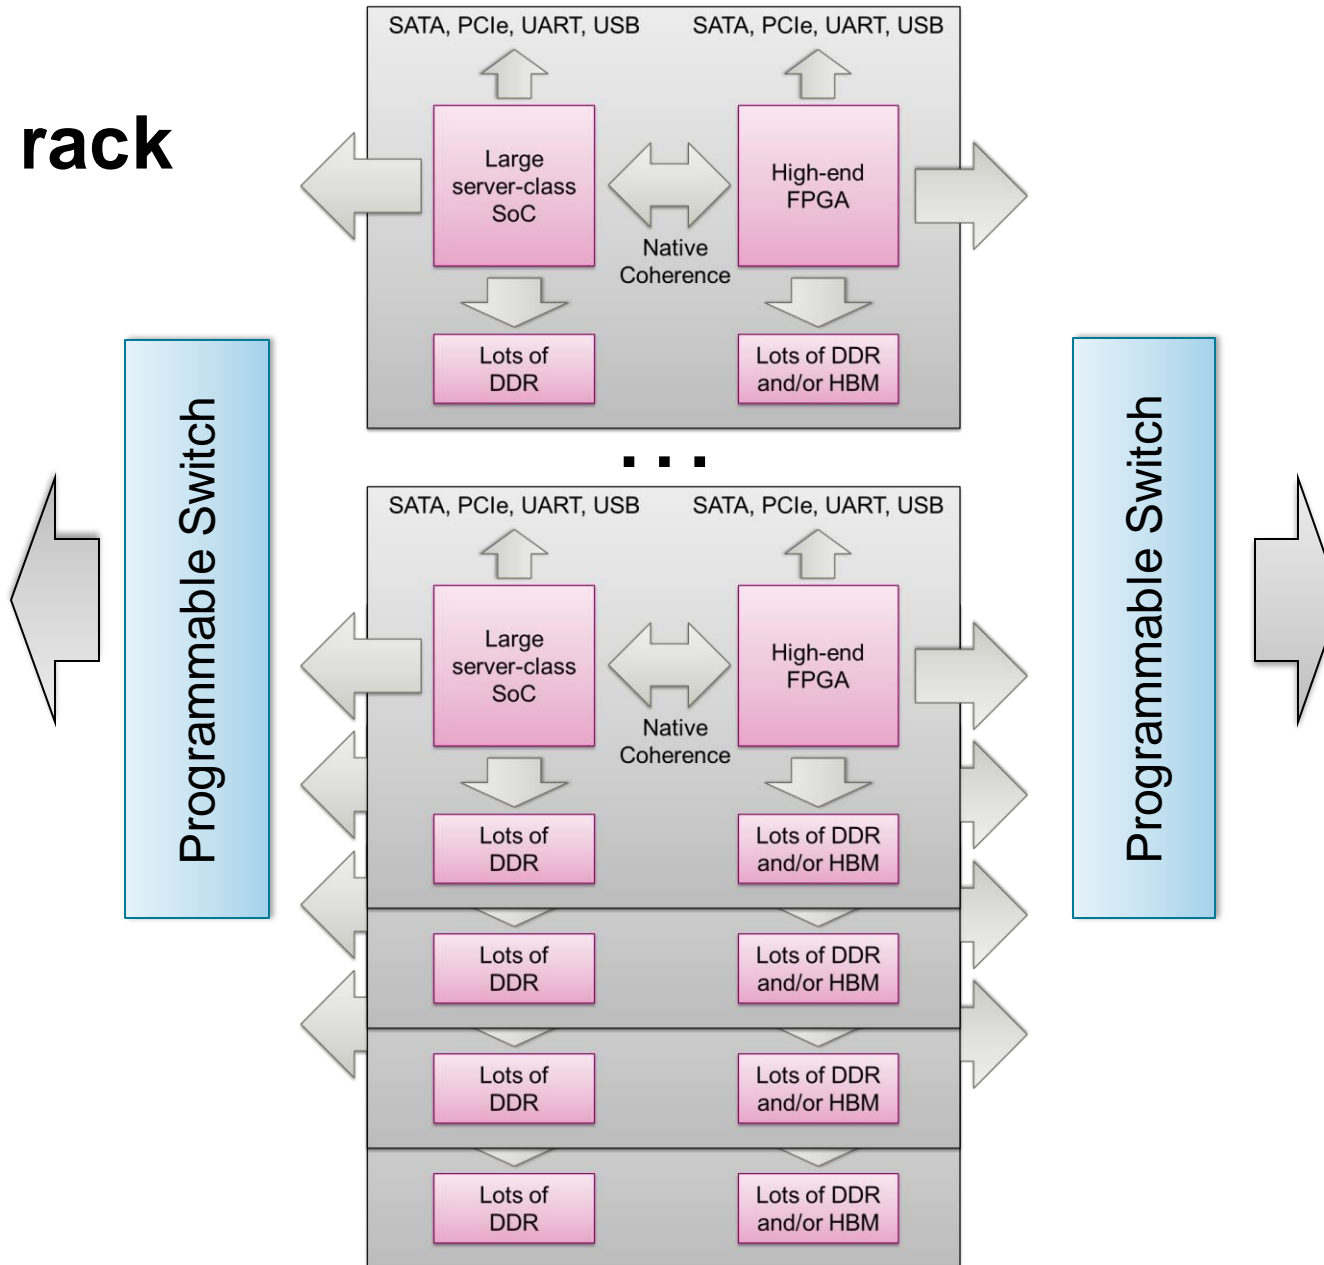 rack
SATA, PCIe, UART, USB
SATA, PCIe, UART, USB
Large
server-class
SoC
High-end
FPGA
Native
Coherence
Lots of
DDR
Lots of DDR
and/or HBM
Programmable Switch
Programmable Switch
. . .
SATA, PCIe, UART, USB
SATA, PCIe, UART, USB
Large
server-class
SoC
High-end
FPGA
Native
Coherence
Lots of
DDR
Lots of DDR
and/or HBM
Lots of
DDR
Lots of DDR
and/or HBM
Lots of
DDR
Lots of DDR
and/or HBM
Lots of
DDR
Lots of DDR
and/or HBM